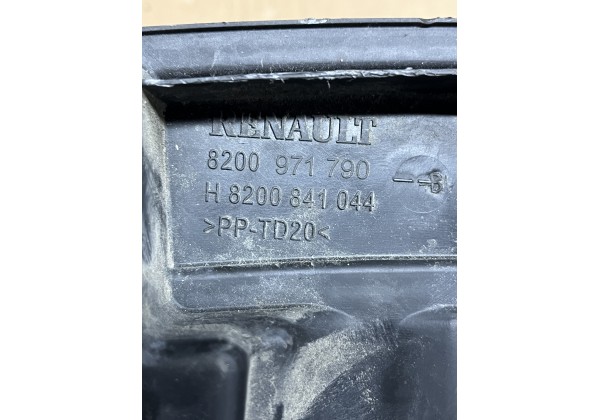 RENAULT
8200 971 790 --B
H 8200 841 044
>PP-TD20<